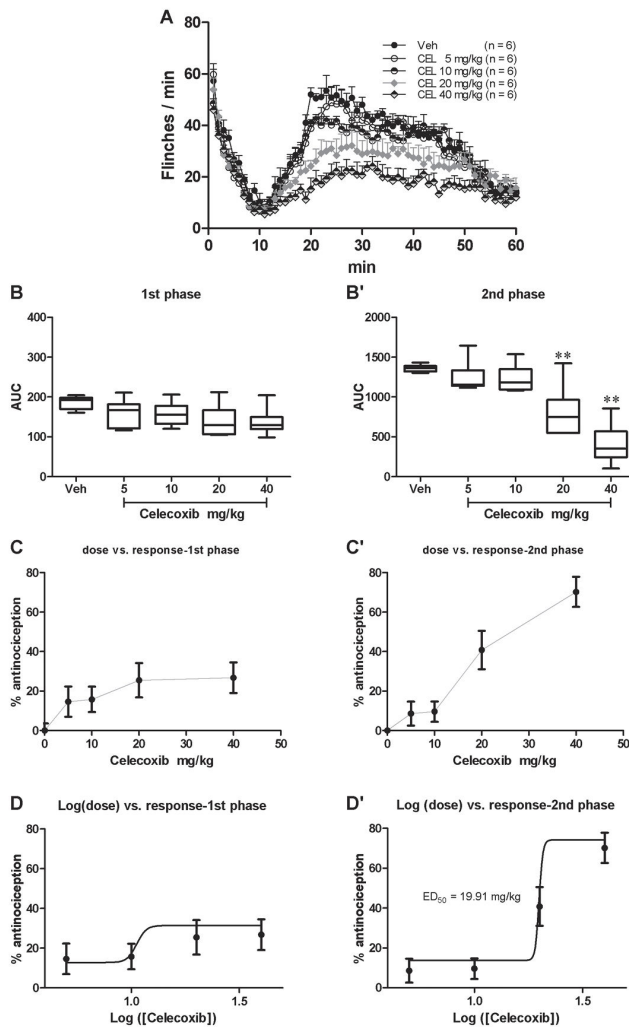 A
Veh (n = 6)
CEL 5 mg/kg (n = 6)
CEL 10 mg/kg (n = 6)
CEL 20 mg/kg (n = 6)
CEL 40 mg/kg (n = 6)
Flinches / min
80
60
40
20
0
0 10 20 30 40 50 60
min
B
1st phase
AUC
400
300
200
100
0
Veh 5 10 20 40
Celecoxib mg/kg
B'
2nd phase
AUC
2000
1500
1000
500
0
**
**
Veh 5 10 20 40
Celecoxib mg/kg
C
dose vs. response-1st phase
% antinociception
80
60
40
20
0
0 10 20 30 40 50
Celecoxib mg/kg
C'
dose vs. response-2nd phase
% antinociception
80
60
40
20
0
0 10 20 30 40 50
Celecoxib mg/kg
D
Log(dose) vs. response-1st phase
% antinociception
80
60
40
20
0
1.0 1.5
Log ([Celecoxib])
D'
Log (dose) vs. response-2nd phase
% antinociception
80
60
40
20
0
ED50 = 19.91 mg/kg
1.0 1.5
Log ([Celecoxib])